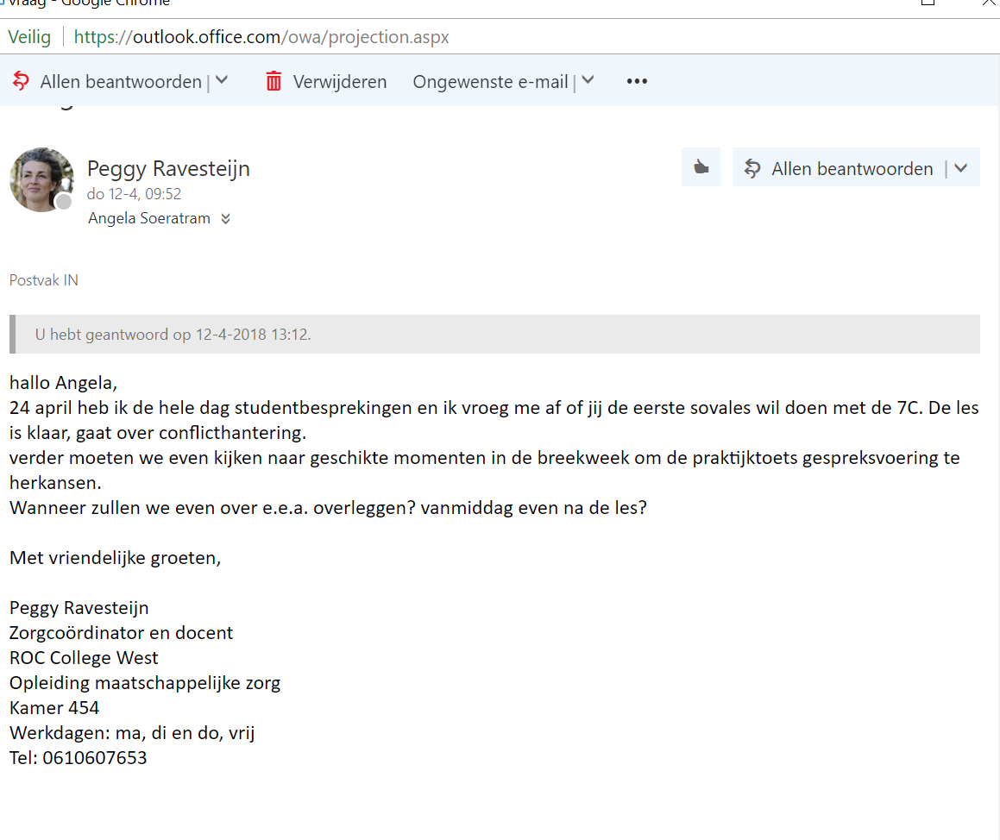 vraag - Google Chrome
Veilig | https://outlook.office.com/owa/projection.aspx
Allen beantwoorden | Verwijderen Ongewenste e-mail | •••
Peggy Ravesteijn
do 12-4, 09:52
Angela Soeratram
Allen beantwoorden |
Postvak IN
U hebt geantwoord op 12-4-2018 13:12.
hallo Angela,
24 april heb ik de hele dag studentbesprekingen en ik vroeg me af of jij de eerste sovales wil doen met de 7C. De les
is klaar, gaat over conflicthantering.
verder moeten we even kijken naar geschikte momenten in de breekweek om de praktijktoets gespreksvoering te
herkansen.
Wanneer zullen we even over e.e.a. overleggen? vanmiddag even na de les?
Met vriendelijke groeten,
Peggy Ravesteijn
Zorgcoördinator en docent
ROC College West
Opleiding maatschappelijke zorg
Kamer 454
Werkdagen: ma, di en do, vrij
Tel: 0610607653